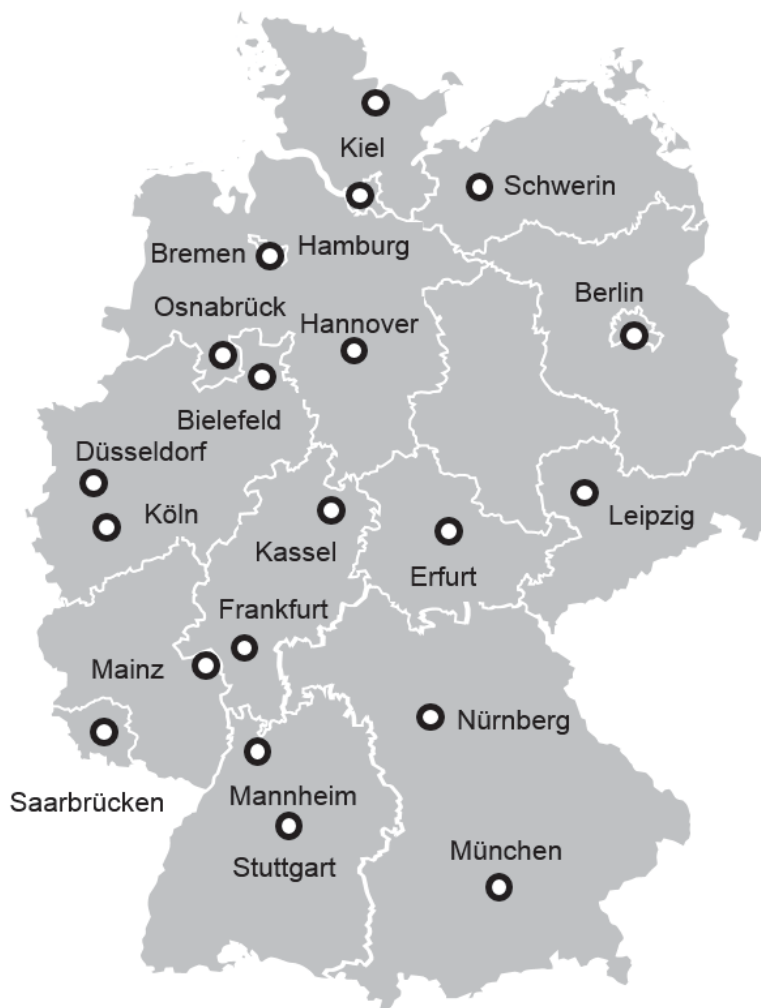 Kiel
Schwerin
Hamburg
Bremen
Berlin
Osnabrück
Hannover
Bielefeld
Düsseldorf
Köln
Leipzig
Kassel
Erfurt
Frankfurt
Mainz
Nürnberg
Saarbrücken
Mannheim
München
Stuttgart